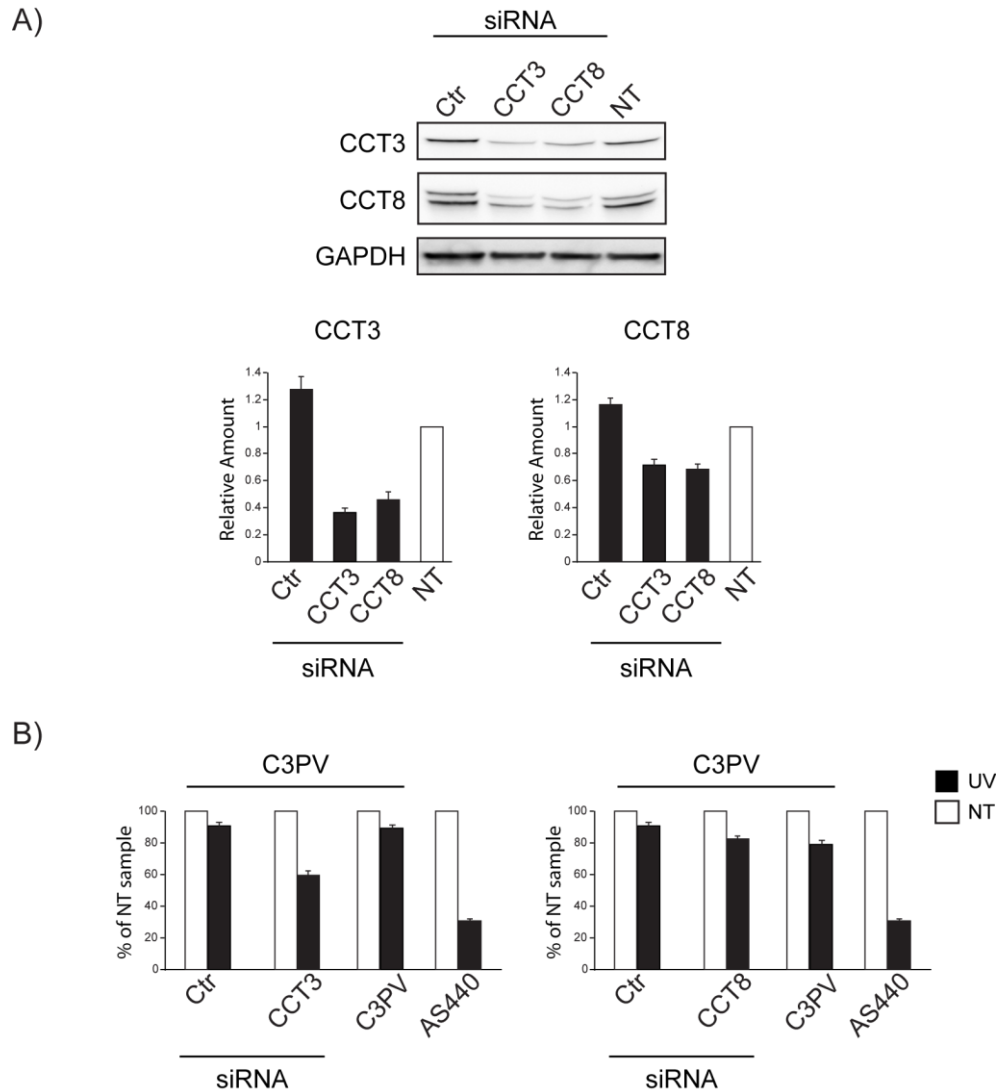 A)
siRNA
Ctr CCT3 CCT8 NT
CCT3
CCT8
GAPDH
CCT3
Relative Amount
1.4
1.2
1
0.8
0.6
0.4
0.2
0
Ctr CCT3 CCT8 NT
siRNA
CCT8
Relative Amount
1.4
1.2
1
0.8
0.6
0.4
0.2
0
Ctr CCT3 CCT8 NT
siRNA
B)
C3PV
% of NT sample
100
80
60
40
20
0
Ctr CCT3 C3PV AS440
siRNA
C3PV
% of NT sample
100
80
60
40
20
0
Ctr CCT8 C3PV AS440
siRNA
UV
NT